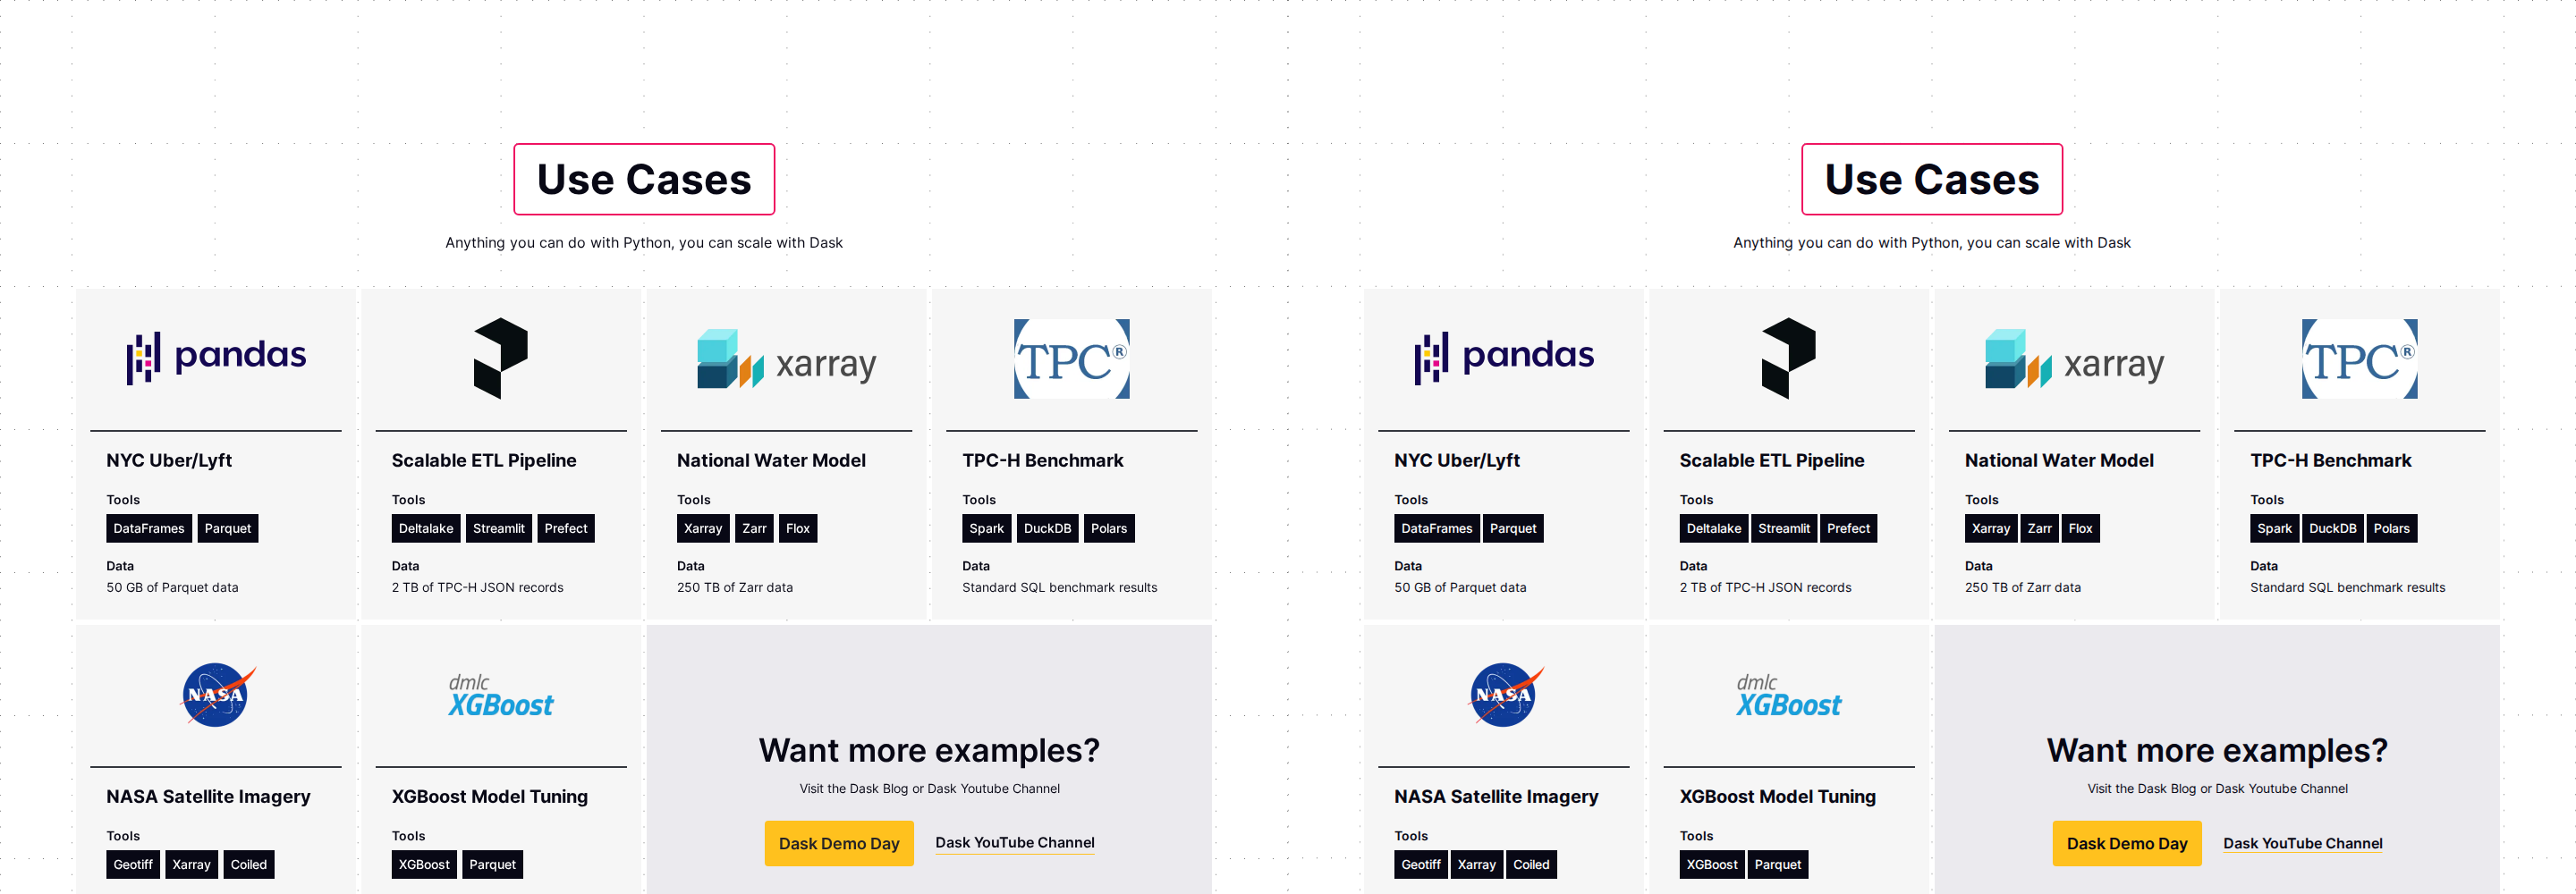 Use Cases
Anything you can do with Python, you can scale with Dask
pandas
xarray
TPC®
NYC Uber/Lyft
Tools
DataFrames Parquet
Data
50 GB of Parquet data
Scalable ETL Pipeline
Tools
Deltalake Streamlit Prefect
Data
2 TB of TPC-H JSON records
National Water Model
Tools
Xarray Zarr Flox
Data
250 TB of Zarr data
TPC-H Benchmark
Tools
Spark DuckDB Polars
Data
Standard SQL benchmark results
NASA
NASA Satellite Imagery
Tools
Geotiff Xarray Coiled
dmlc
XGBoost
XGBoost Model Tuning
Tools
XGBoost Parquet
Want more examples?
Visit the Dask Blog or Dask Youtube Channel
Dask Demo Day Dask YouTube Channel
Use Cases
Anything you can do with Python, you can scale with Dask
pandas
xarray
TPC®
NYC Uber/Lyft
Tools
DataFrames Parquet
Data
50 GB of Parquet data
Scalable ETL Pipeline
Tools
Deltalake Streamlit Prefect
Data
2 TB of TPC-H JSON records
National Water Model
Tools
Xarray Zarr Flox
Data
250 TB of Zarr data
TPC-H Benchmark
Tools
Spark DuckDB Polars
Data
Standard SQL benchmark results
NASA
NASA Satellite Imagery
Tools
Geotiff Xarray Coiled
dmlc
XGBoost
XGBoost Model Tuning
Tools
XGBoost Parquet
Want more examples?
Visit the Dask Blog or Dask Youtube Channel
Dask Demo Day Dask YouTube Channel